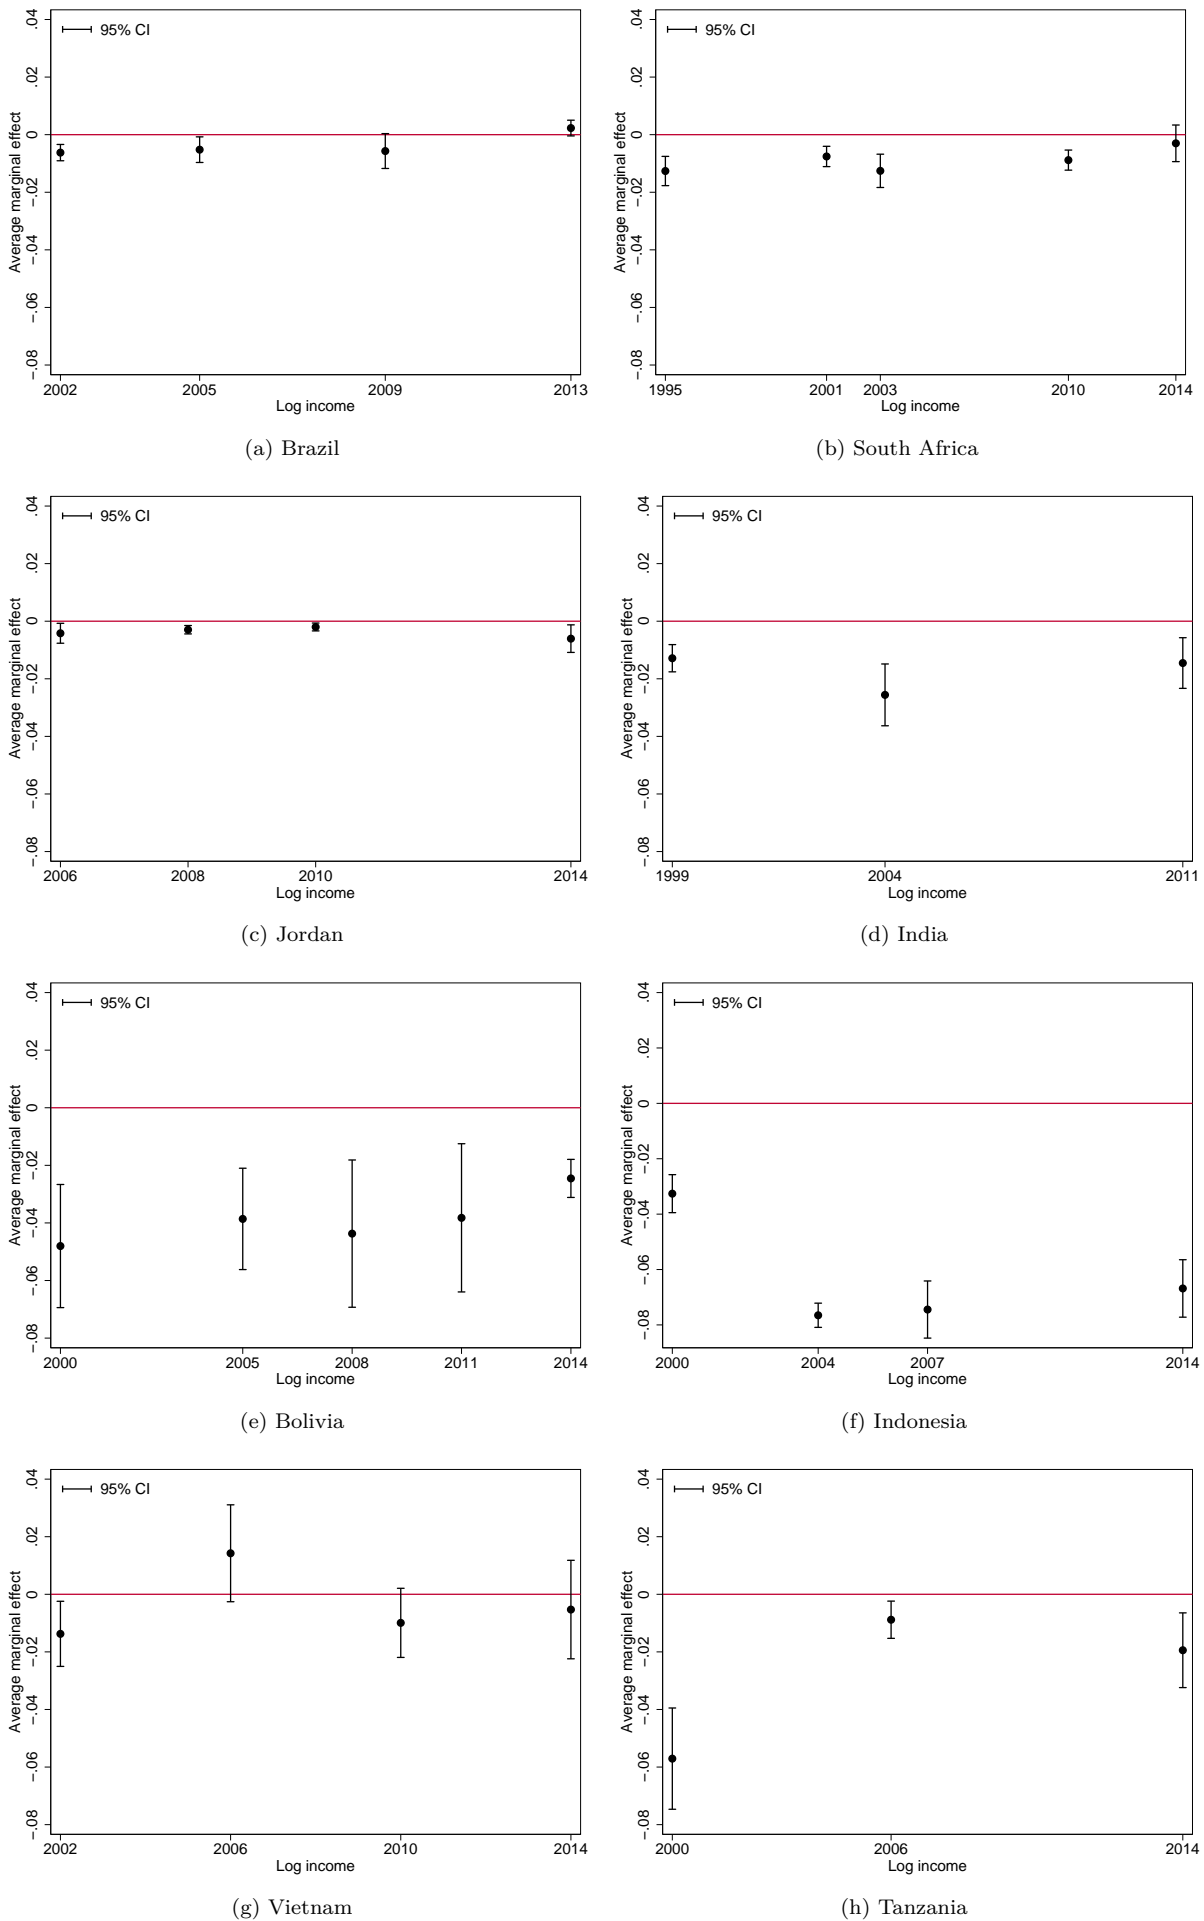 95% CI
Average marginal effect
.04
.02
0
-.02
-.04
-.06
-.08
2002 2005 2009 2013
Log income
(a) Brazil
95% CI
Average marginal effect
.04
.02
0
-.02
-.04
-.06
-.08
1995 2001 2003 2010 2014
Log income
(b) South Africa
95% CI
Average marginal effect
.04
.02
0
-.02
-.04
-.06
-.08
2006 2008 2010 2014
Log income
(c) Jordan
95% CI
Average marginal effect
.04
.02
0
-.02
-.04
-.06
-.08
1999 2004 2011
Log income
(d) India
95% CI
Average marginal effect
.04
.02
0
-.02
-.04
-.06
-.08
2000 2005 2008 2011 2014
Log income
(e) Bolivia
95% CI
Average marginal effect
.04
.02
0
-.02
-.04
-.06
-.08
2000 2004 2007 2014
Log income
(f) Indonesia
95% CI
Average marginal effect
.04
.02
0
-.02
-.04
-.06
-.08
2002 2006 2010 2014
Log income
(g) Vietnam
95% CI
Average marginal effect
.04
.02
0
-.02
-.04
-.06
-.08
2000 2006 2014
Log income
(h) Tanzania